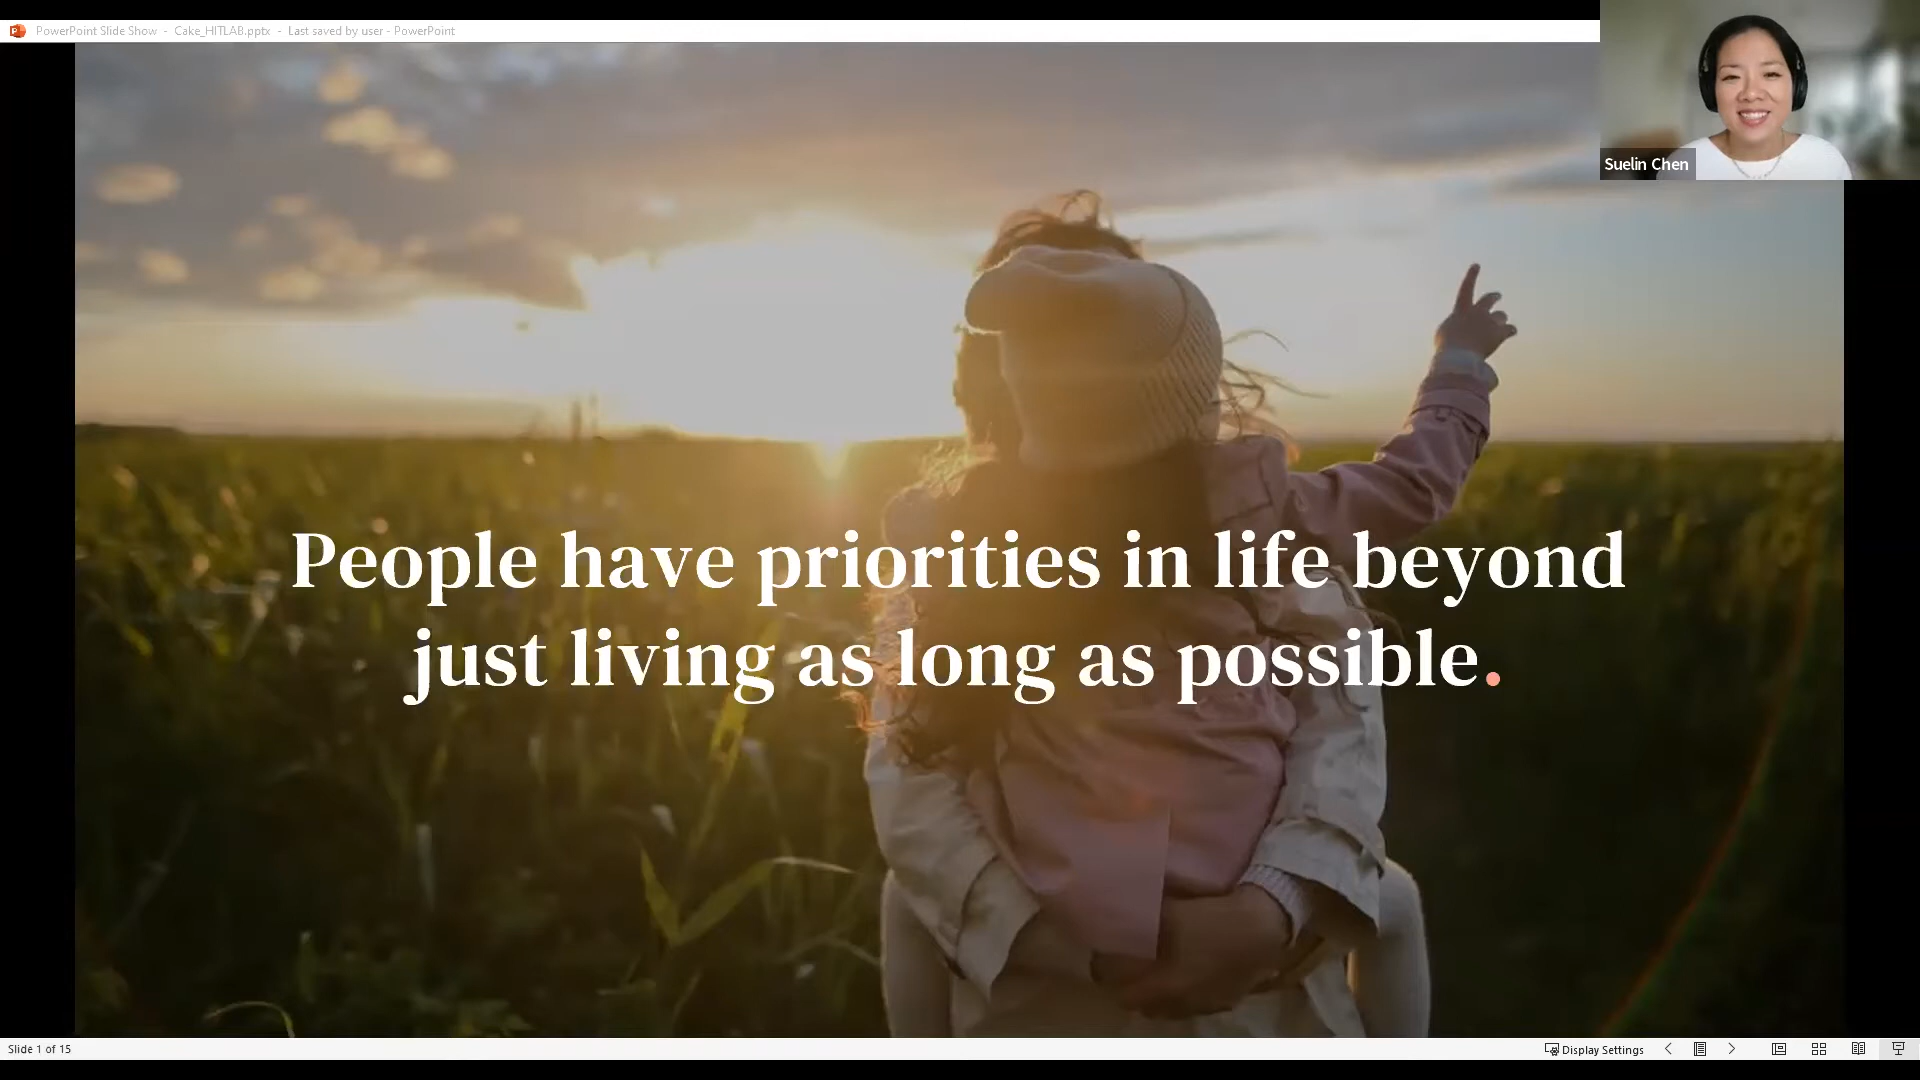 PowerPoint Slide Show - Cake_HITLAB.pptx - Last saved by user - PowerPoint
Suelin Chen
People have priorities in life beyond
just living as long as possible.
Slide 1 of 15
Display Settings